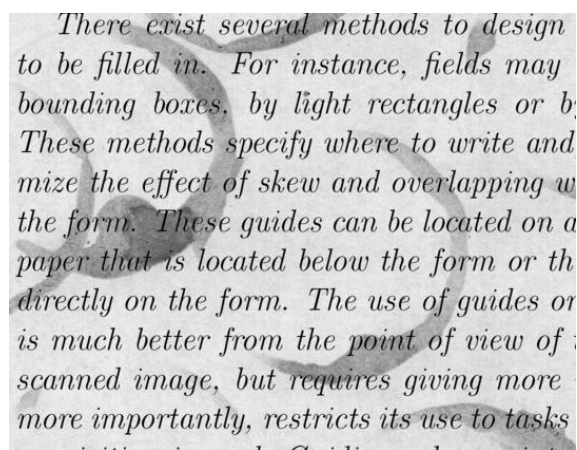 There exist several methods to design
to be filled in. For instance, fields may
bounding boxes, by light rectangles or by
These methods specify where to write and
mize the effect of skew and overlapping w
the form. These guides can be located on a
paper that is located below the form or th
directly on the form. The use of guides on
is much better from the point of view of
scanned image, but requires giving more
more importantly, restricts its use to tasks